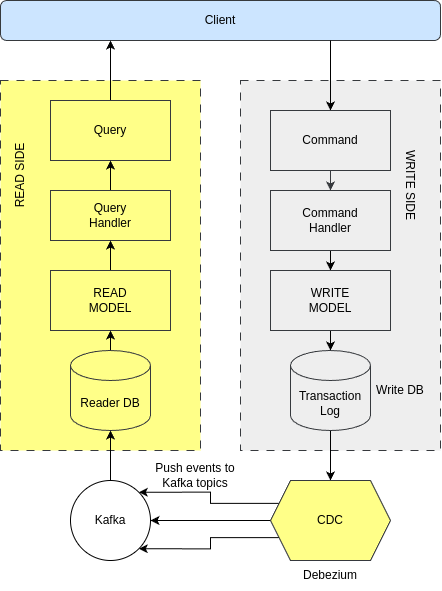 Client
READ SIDE
Query
Query
Handler
READ
MODEL
Reader DB
WRITE SIDE
Command
Command
Handler
WRITE
MODEL
Transaction
Log
Write DB
Push events to
Kafka topics
Kafka
CDC
Debezium